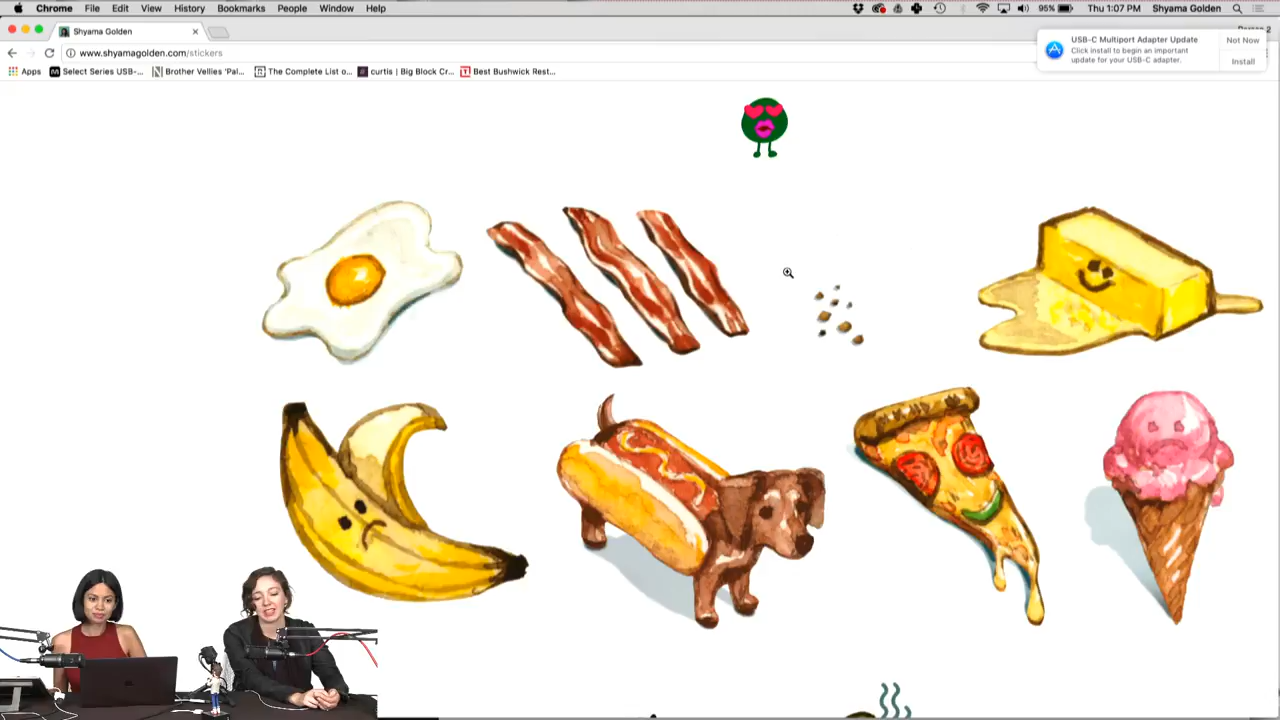 Chrome File Edit View History Bookmarks People Window Help 95% Thu 1:07 PM Shyama Golden
Shyama Golden
www.shyamagolden.com/stickers
USB-C Multiport Adapter Update
Click install to begin an important
update for your USB-C adapter.
Not Now
Install
Apps Select Series USB-... Brother Vellies 'Pal... The Complete List o... curtis | Big Block Cr... Best Bushwick Rest...